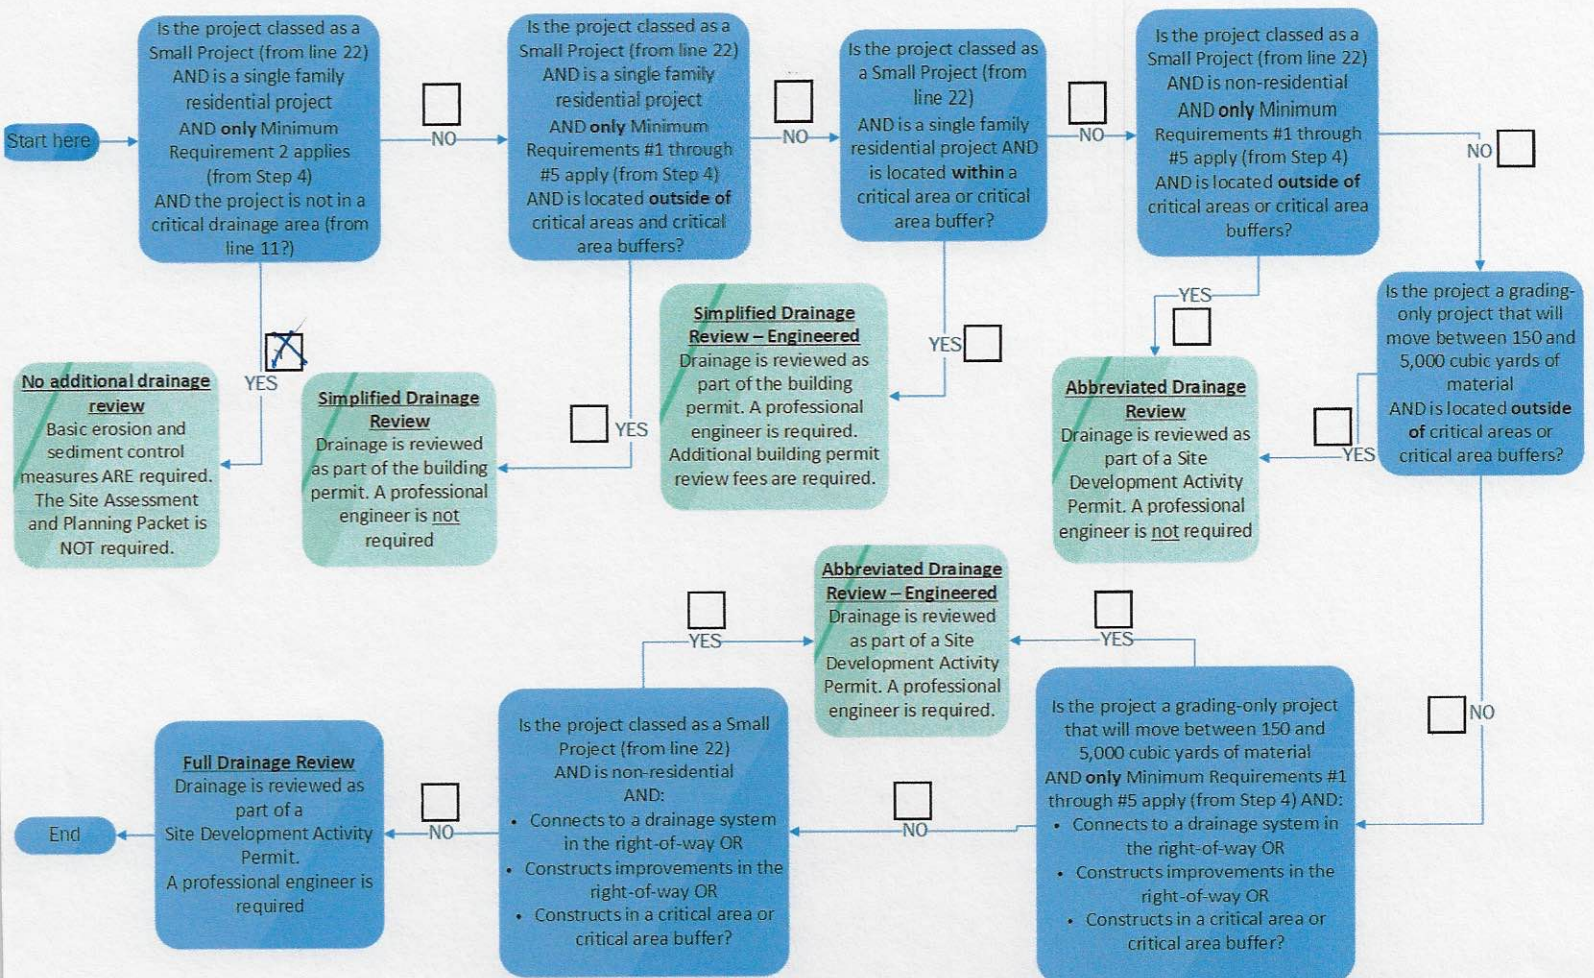 Start here
Is the project classed as a
Small Project (from line 22)
AND is a single family
residential project
AND only Minimum
Requirement 2 applies
(from Step 4)
AND the project is not in a
critical drainage area (from
line 11?)
NO
Is the project classed as a
Small Project (from line 22)
AND is a single family
residential project
AND only Minimum
Requirements #1 through
#5 apply (from Step 4)
AND is located outside of
critical areas and critical
area buffers?
NO
Is the project classed as
a Small Project (from
line 22)
AND is a single family
residential project AND
is located within a
critical area or critical
area buffer?
NO
Is the project classed as a
Small Project (from line 22)
AND is non-residential
AND only Minimum
Requirements #1 through
#5 apply (from Step 4)
AND is located outside of
critical areas or critical area
buffers?
NO
YES
No additional drainage
review
Basic erosion and
sediment control
measures ARE required.
The Site Assessment
and Planning Packet is
NOT required.
YES
Simplified Drainage
Review
Drainage is reviewed
as part of the building
permit. A professional
engineer is not
required
YES
Simplified Drainage
Review – Engineered
Drainage is reviewed as
part of the building
permit. A professional
engineer is required.
Additional building permit
review fees are required.
YES
Abbreviated Drainage
Review
Drainage is reviewed as
part of a Site
Development Activity
Permit. A professional
engineer is not required
Is the project a grading-
only project that will
move between 150 and
5,000 cubic yards of
material
AND is located outside
of critical areas or
critical area buffers?
YES
NO
Is the project a grading-only project
that will move between 150 and
5,000 cubic yards of material
AND only Minimum Requirements #1
through #5 apply (from Step 4) AND:
• Connects to a drainage system in
the right-of-way OR
• Constructs improvements in the
right-of-way OR
• Constructs in a critical area or
critical area buffer?
YES
Abbreviated Drainage
Review – Engineered
Drainage is reviewed
as part of a Site
Development Activity
Permit. A professional
engineer is required.
NO
Is the project classed as a Small
Project (from line 22)
AND is non-residential
AND:
• Connects to a drainage system
in the right-of-way OR
• Constructs improvements in the
right-of-way OR
• Constructs in a critical area or
critical area buffer?
YES
NO
Full Drainage Review
Drainage is reviewed as
part of a
Site Development Activity
Permit.
A professional engineer is
required
End